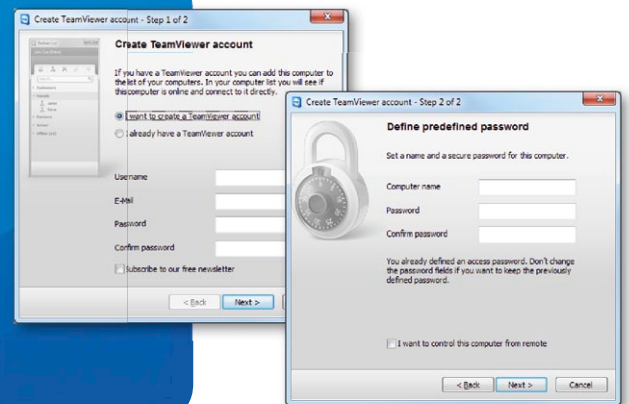 Create TeamViewer account - Step 1 of 2
Create TeamViewer account
If you have a TeamViewer account you can add this computer to
the list of your computers. In your computer list you will see if
this computer is online and connect to it directly.
I want to create a TeamViewer account
I already have a TeamViewer account
Username
E-Mail
Password
Confirm password
Subscribe to our free newsletter
< Back
Next >
Create TeamViewer account - Step 2 of 2
Define predefined password
Set a name and a secure password for this computer.
Computer name
Password
Confirm password
You already defined an access password. Don't change
the password fields if you want to keep the previously
defined password.
I want to control this computer from remote
< Back
Next >
Cancel